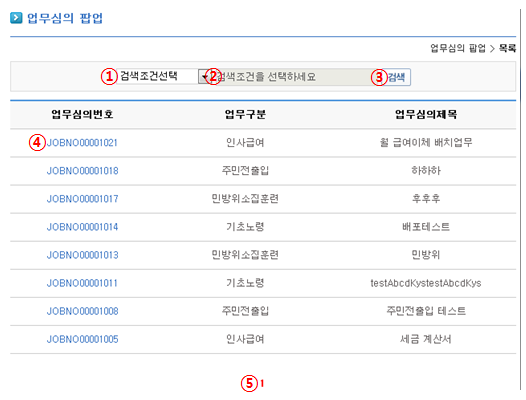 업무심의 팝업
업무심의 팝업 > 목록
① 검색조건선택 ② 검색조건을 선택하세요 ③ 검색
업무심의번호 업무구분 업무심의제목
④ JOBNO00001021 인사급여 월 급여이체 배치업무
JOBNO00001018 주민전출입 하하하
JOBNO00001017 민방위소집훈련 후후후
JOBNO00001014 기초노령 배포테스트
JOBNO00001013 민방위소집훈련 민방위
JOBNO00001011 기초노령 testAbcdKystestAbcdKys
JOBNO00001008 주민전출입 주민전출입 테스트
JOBNO00001005 인사급여 세금 계산서
⑤ 1